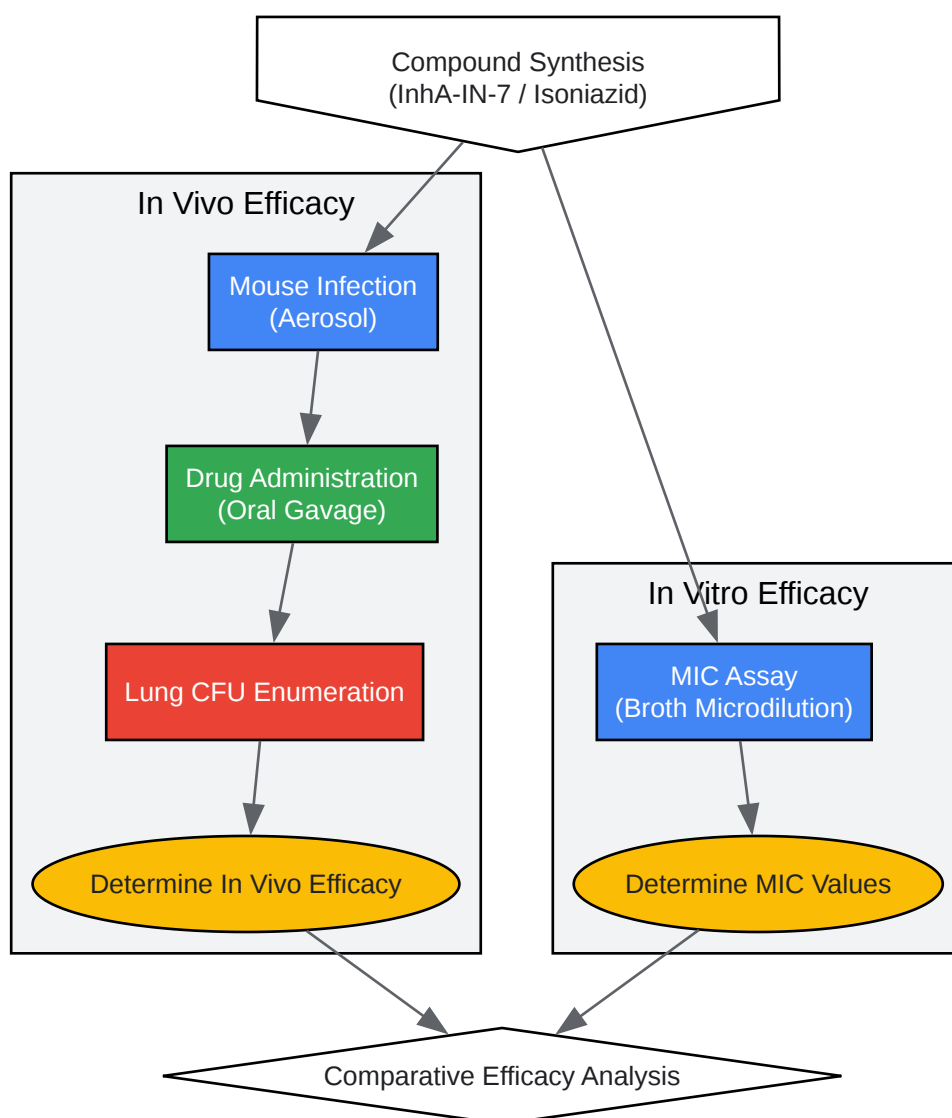 Compound Synthesis
(InhA-IN-7 / Isoniazid)
In Vivo Efficacy
Mouse Infection
(Aerosol)
Drug Administration
(Oral Gavage)
Lung CFU Enumeration
Determine In Vivo Efficacy
In Vitro Efficacy
MIC Assay
(Broth Microdilution)
Determine MIC Values
Comparative Efficacy Analysis